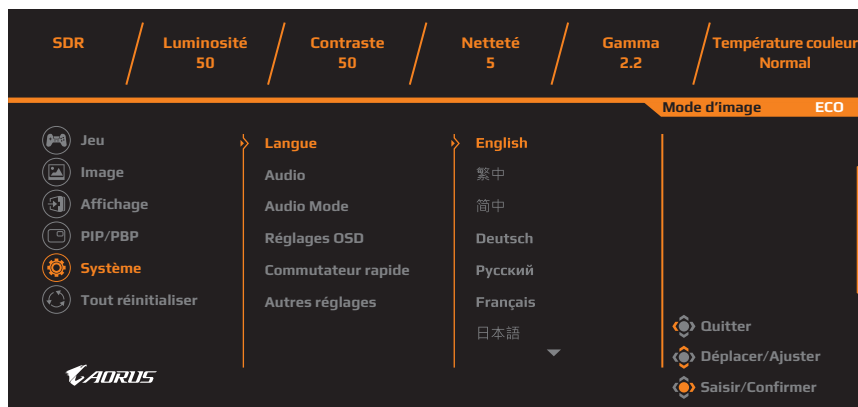 SDR Luminosité Contraste Netteté Gamma Température couleur
50 50 5 2.2 Normal
Mode d'image ECO
Jeu Langue English
Image Audio 繁中
Affichage Audio Mode 简中
PIP/PBP Réglages OSD Deutsch
Système Commutateur rapide Русский
Tout réinitialiser Autres réglages Français
日本語
Quitter
Déplacer/Ajuster
AORUS
Saisir/Confirmer